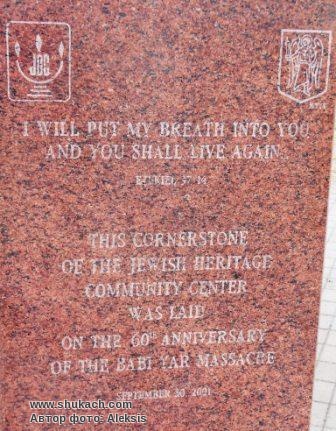 JDC
I WILL PUT MY BREATH INTO YOU
AND YOU SHALL LIVE AGAIN.
EZEKIEL 37:14
THIS CORNERSTONE
OF THE JEWISH HERITAGE
COMMUNITY CENTER
WAS LAID
ON THE 60TH ANNIVERSARY
OF THE BABI YAR MASSACRE
SEPTEMBER 30, 2001
www.shukach.com
Автор фото: Aleksis